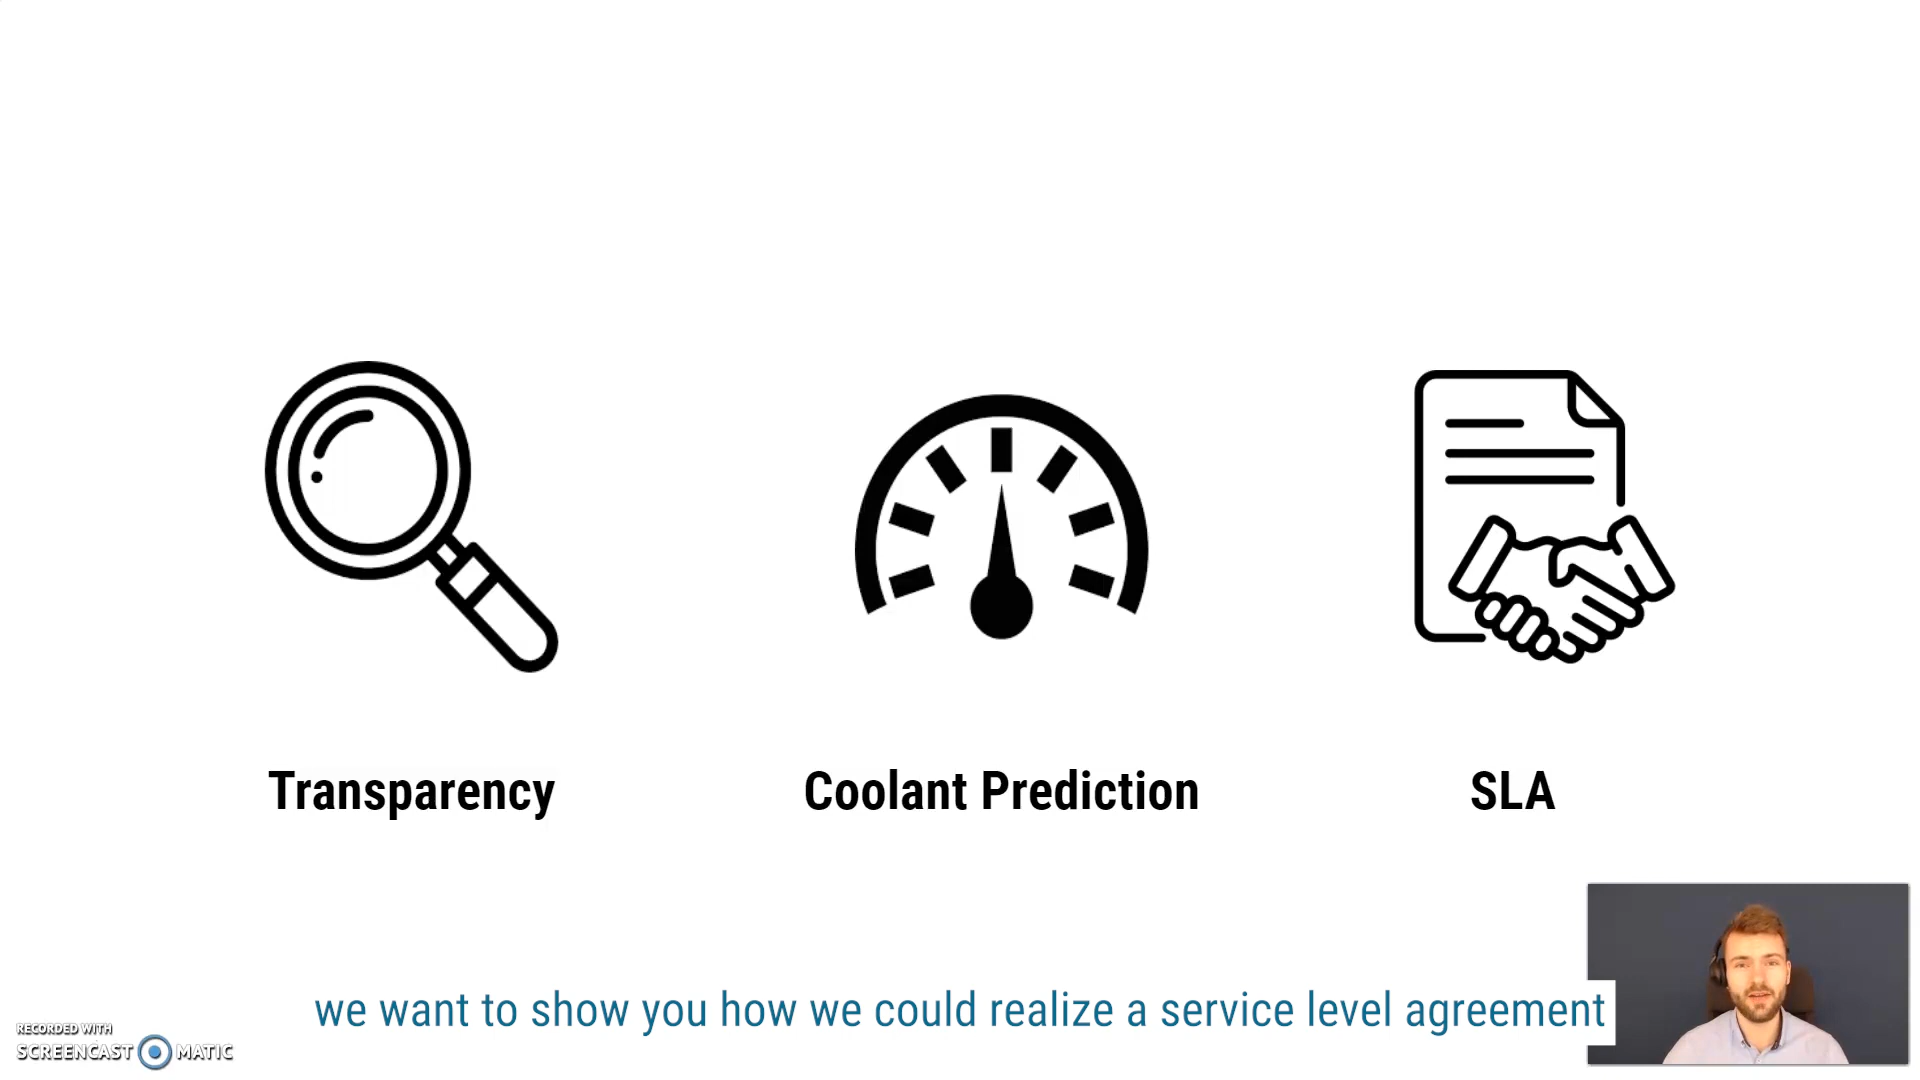 Transparency
Coolant Prediction
SLA
we want to show you how we could realize a service level agreement
RECORDED WITH
SCREENCAST MATIC